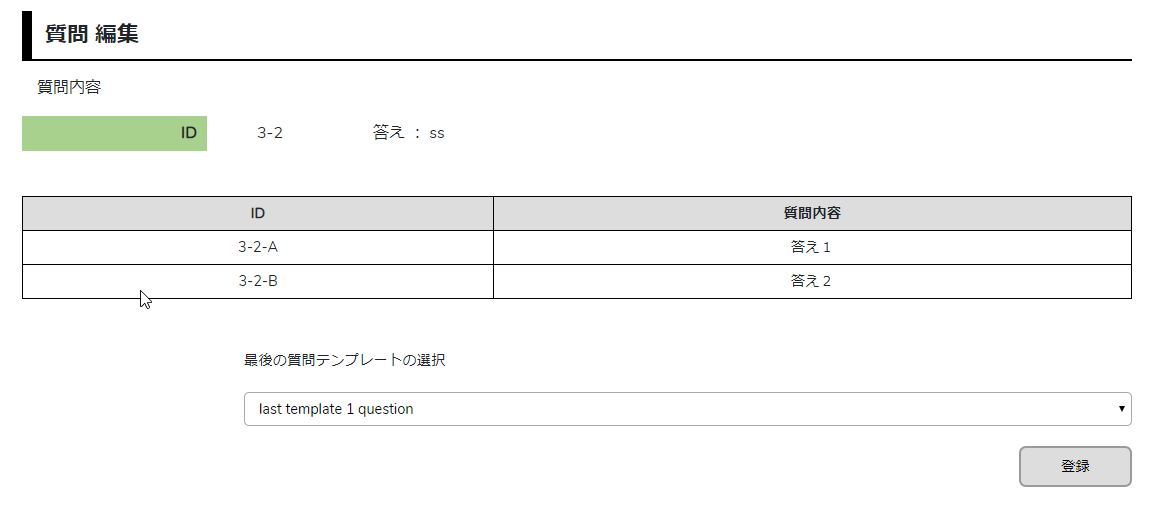 質問 編集
質問内容
ID 3-2 答え : ss
ID 質問内容
3-2-A 答え 1
3-2-B 答え 2
最後の質問テンプレートの選択
last template 1 question
登録